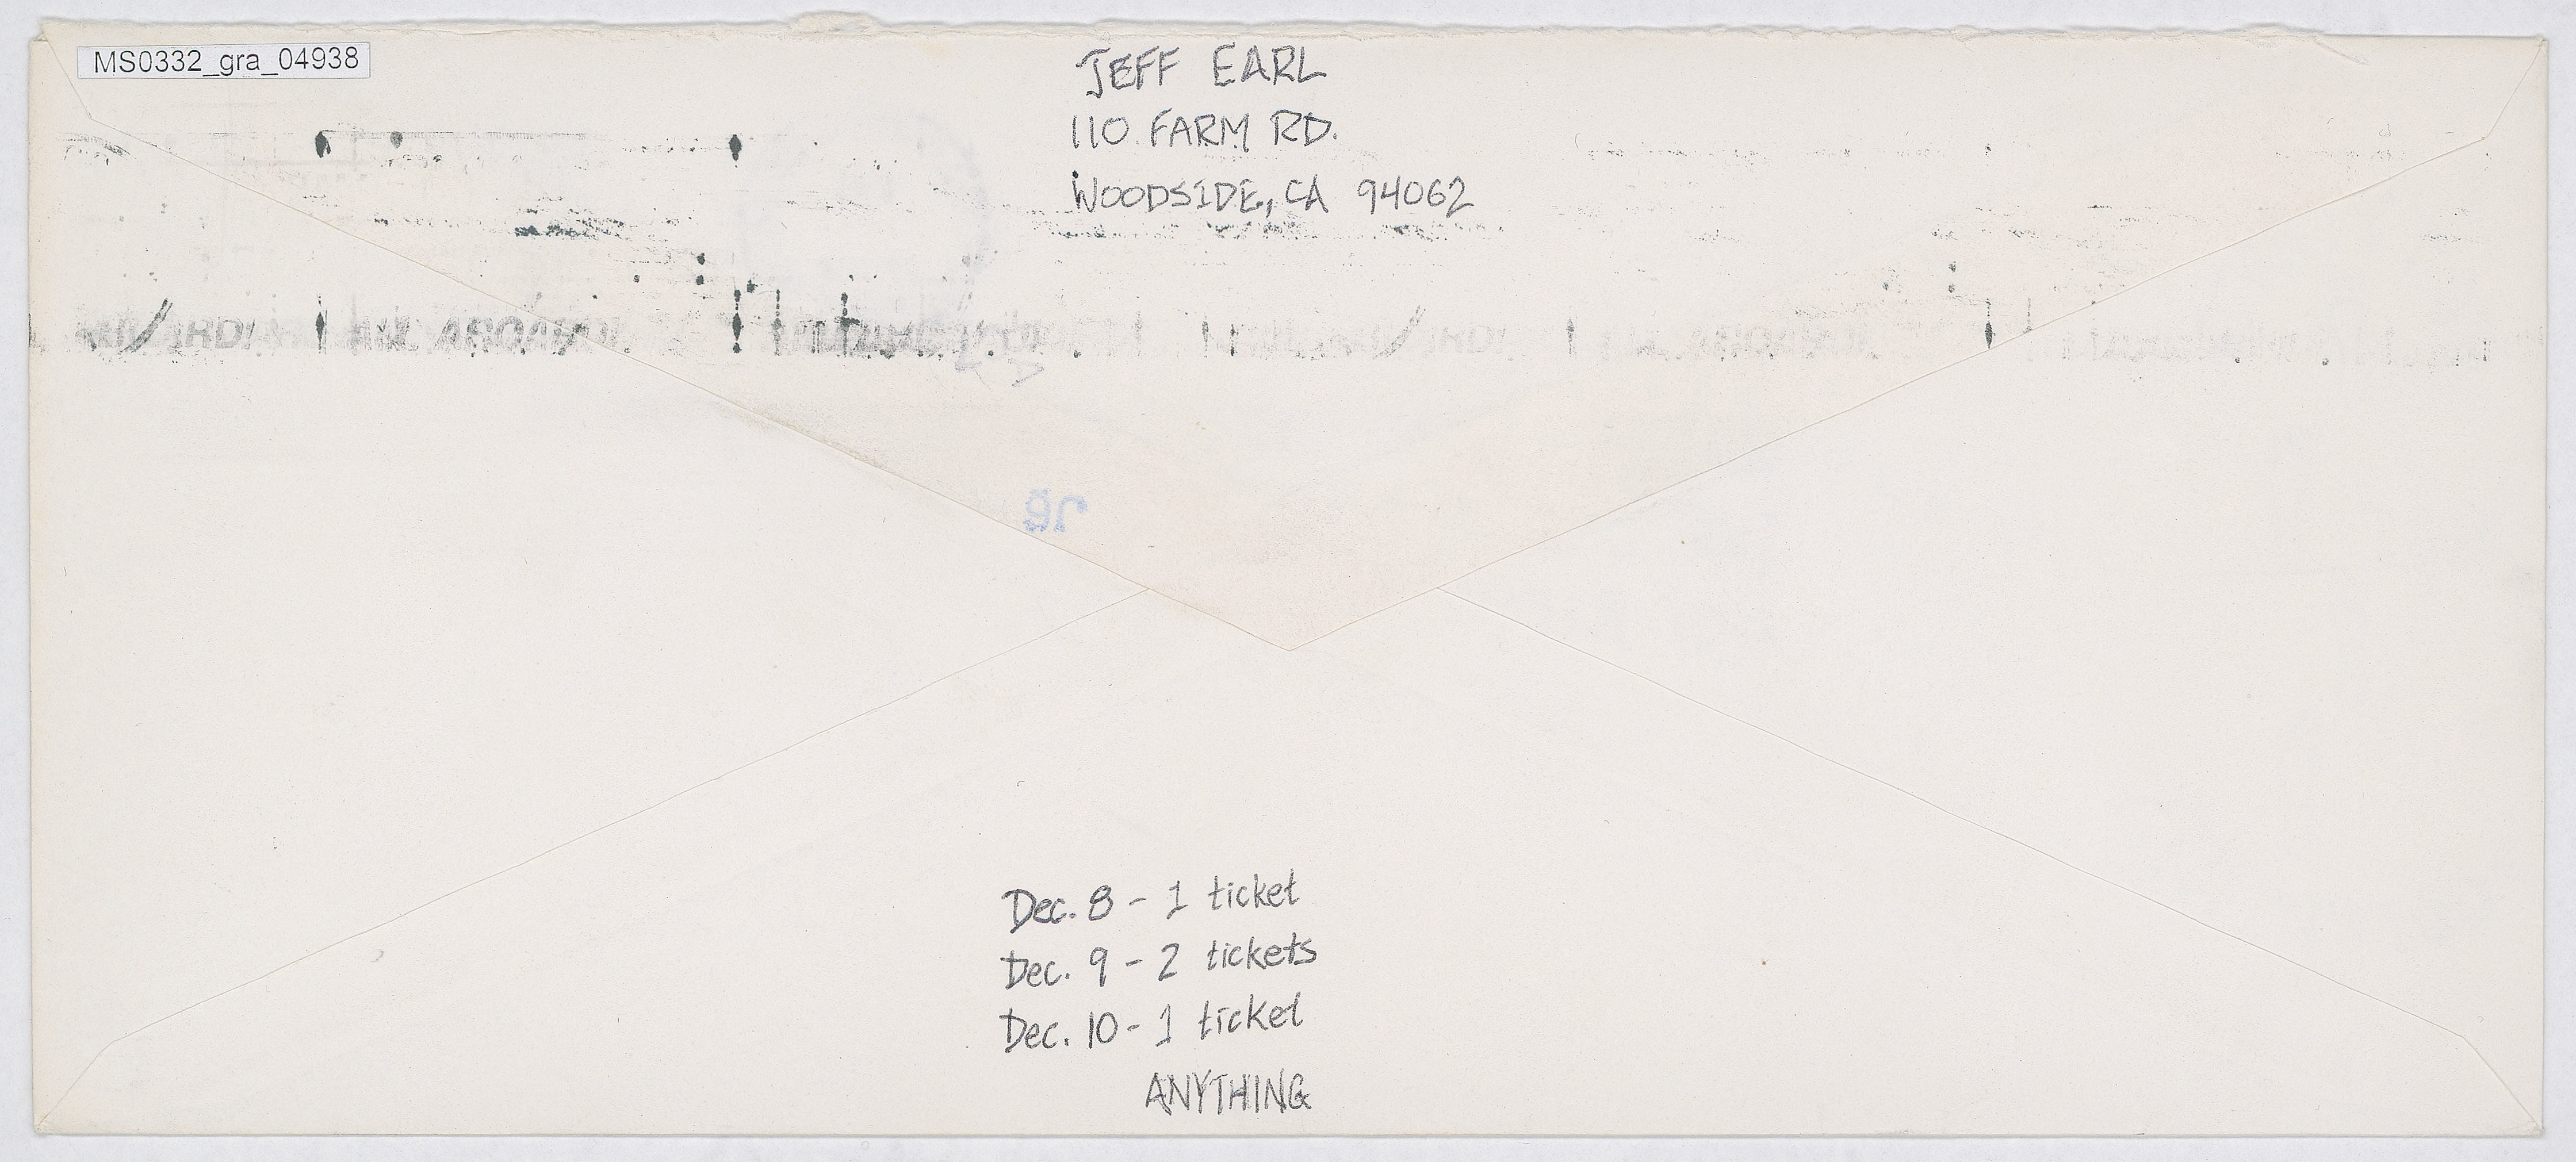 MS0332_gra_04938
JEFF EARL
110 FARM RD.
WOODSIDE, CA 94062
Dec. 8 - 1 ticket
Dec. 9 - 2 tickets
Dec. 10 - 1 ticket
ANYTHING